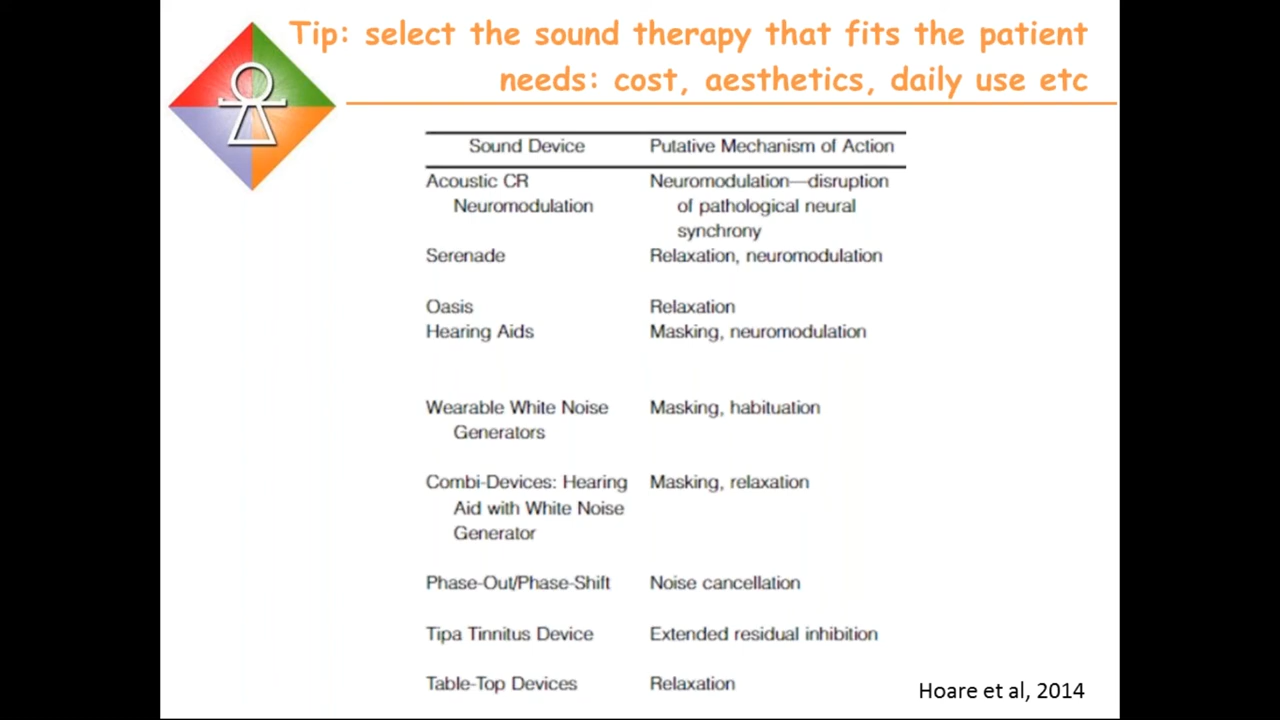 Tip: select the sound therapy that fits the patient
needs: cost, aesthetics, daily use etc
Sound Device Putative Mechanism of Action
Acoustic CR Neuromodulation—disruption
Neuromodulation of pathological neural
synchrony
Serenade Relaxation, neuromodulation
Oasis Relaxation
Hearing Aids Masking, neuromodulation
Wearable White Noise Masking, habituation
Generators
Combi-Devices: Hearing Masking, relaxation
Aid with White Noise
Generator
Phase-Out/Phase-Shift Noise cancellation
Tipa Tinnitus Device Extended residual inhibition
Table-Top Devices Relaxation
Hoare et al, 2014